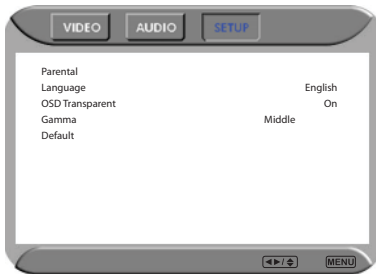 VIDEO AUDIO SETUP
Parental
Language English
OSD Transparent On
Gamma Middle
Default
◄►/◆ MENU